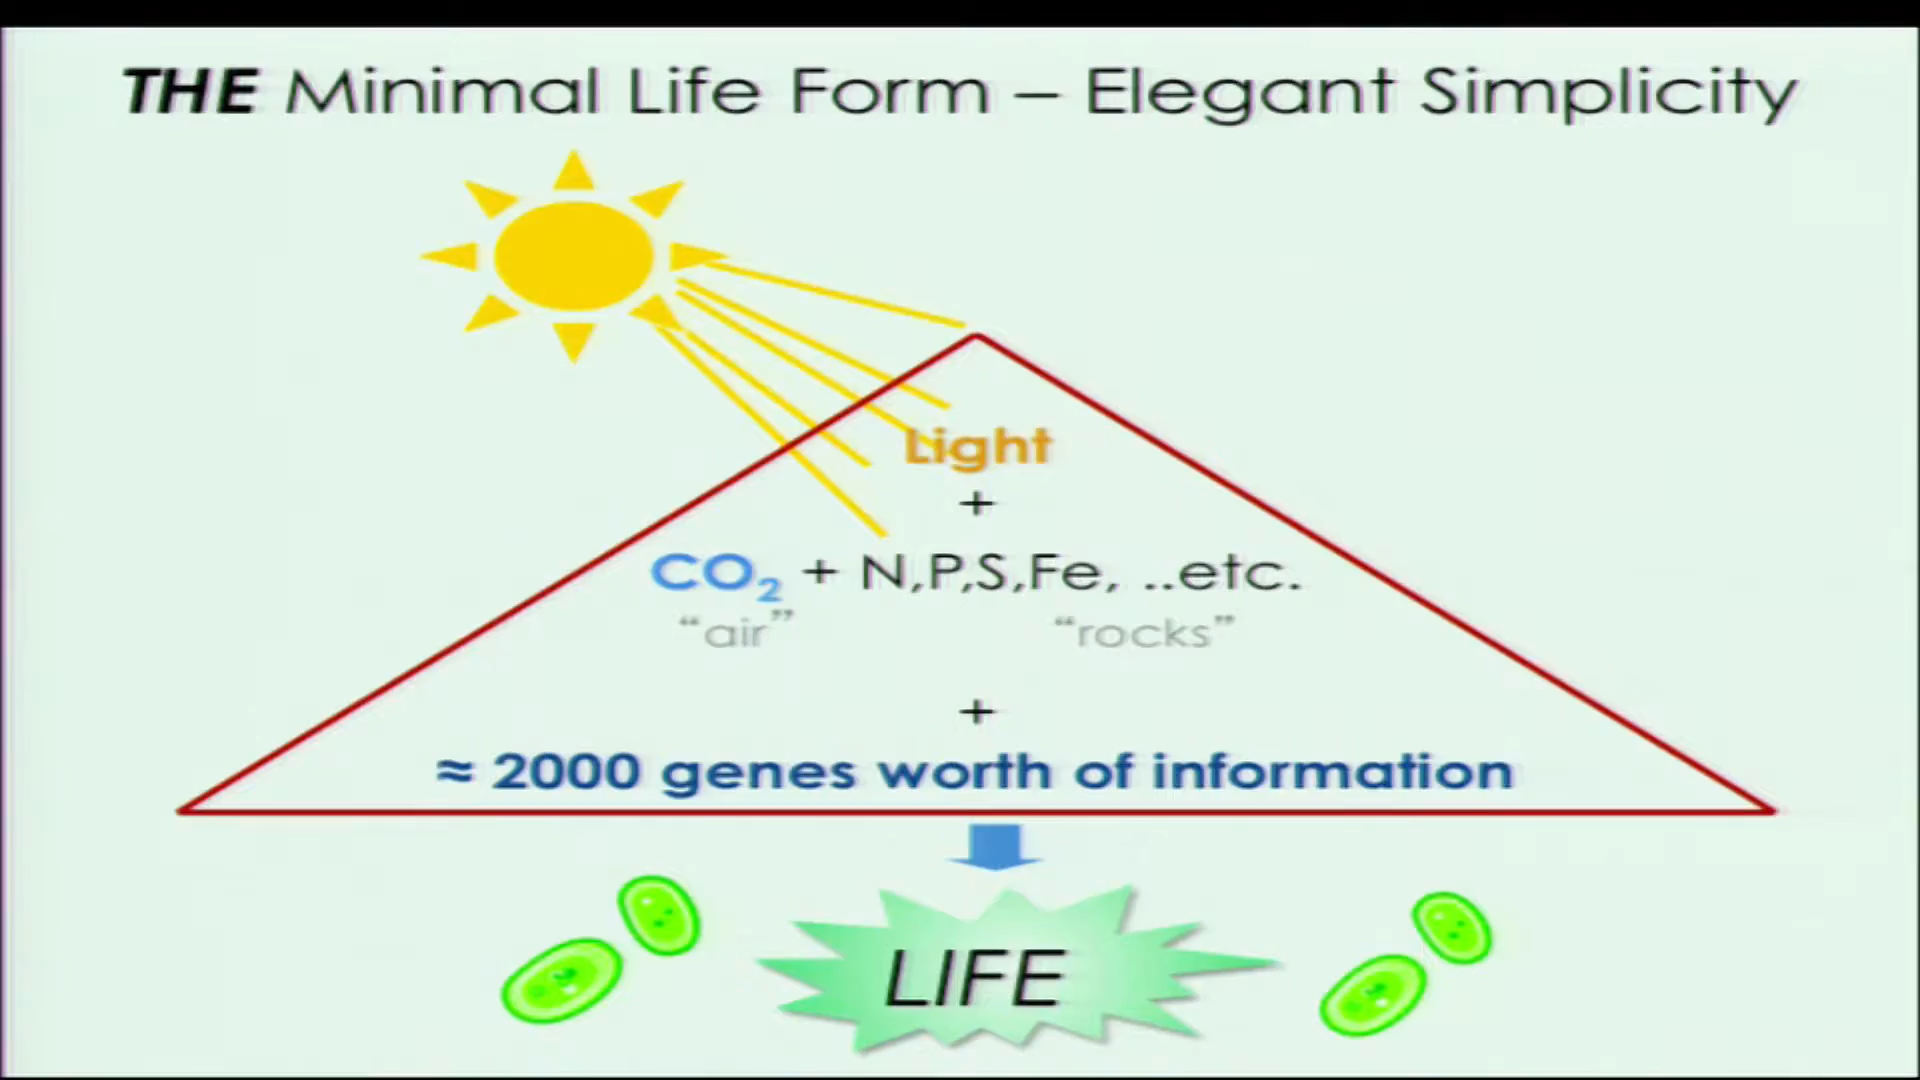 THE Minimal Life Form – Elegant Simplicity
Light
+
CO₂ + N,P,S,Fe, ..etc.
“air” “rocks”
+
≈ 2000 genes worth of information
LIFE